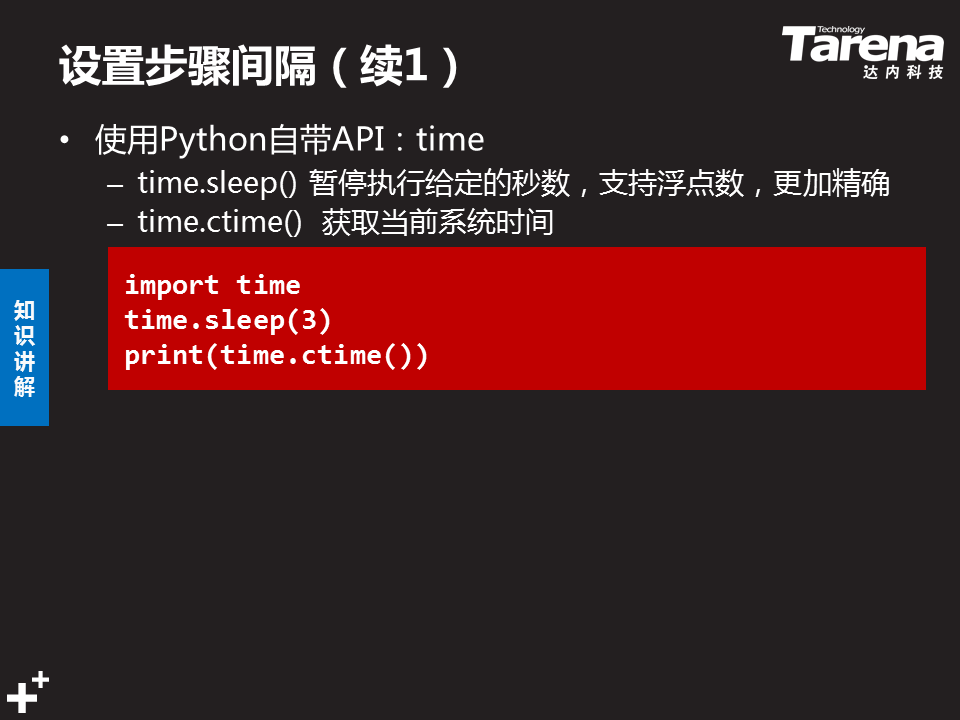 设置步骤间隔（续1）
Technology
Tarena
达内科技
• 使用Python自带API：time
– time.sleep() 暂停执行给定的秒数，支持浮点数，更加精确
– time.ctime() 获取当前系统时间
知识讲解
import time
time.sleep(3)
print(time.ctime())